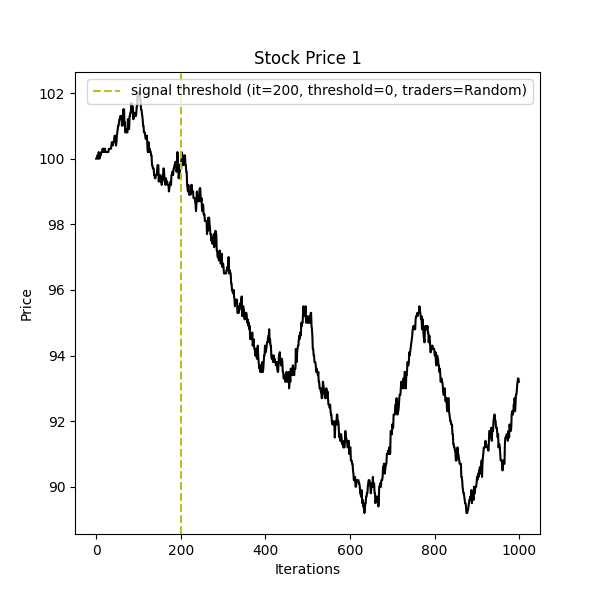 Stock Price 1
signal threshold (it=200, threshold=0, traders=Random)
102
100
98
96
94
92
90
Price
0 200 400 600 800 1000
Iterations